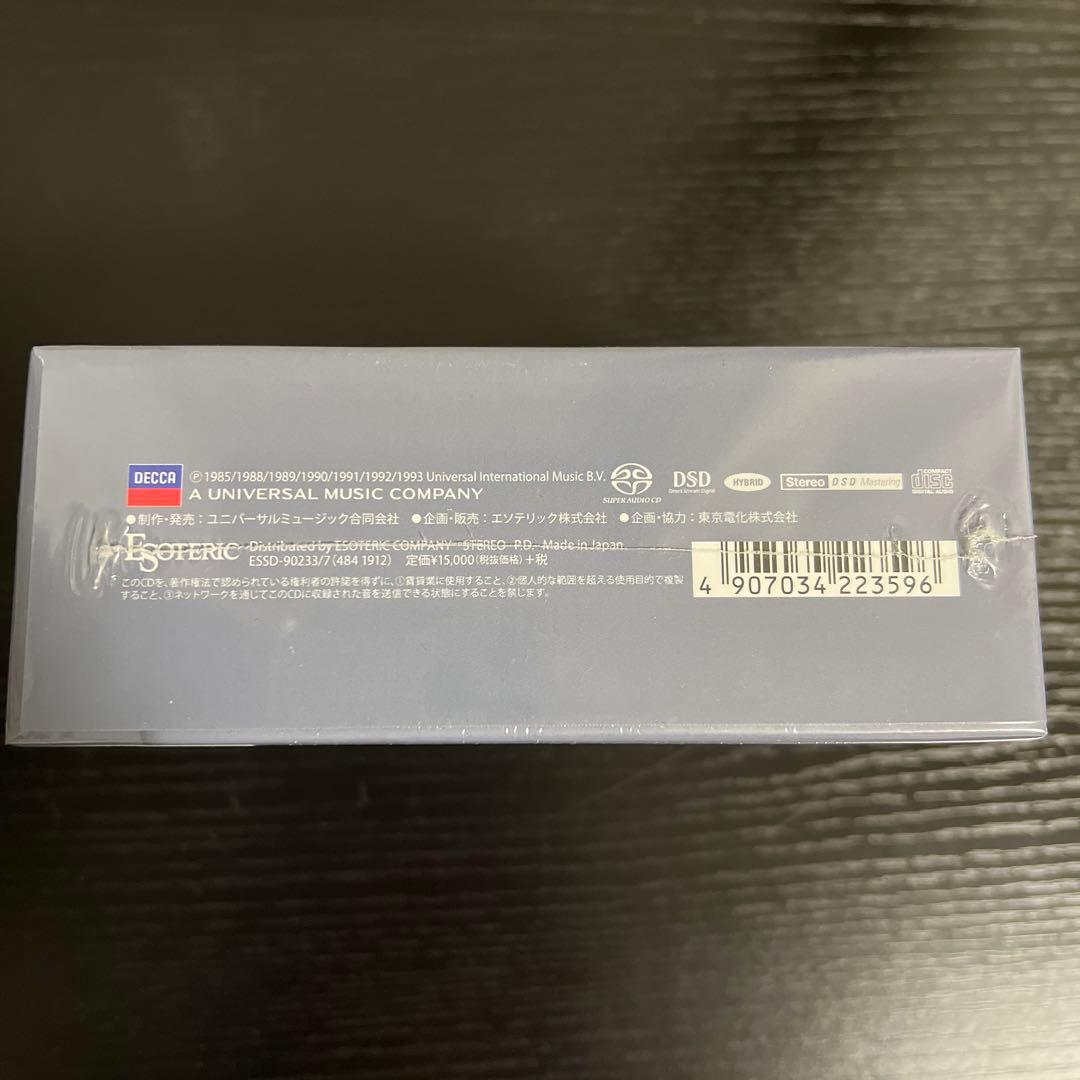 DECCA
℗1985/1988/1989/1990/1991/1992/1993 Universal International Music B.V.
A UNIVERSAL MUSIC COMPANY
SUPER AUDIO CD
DSD
Direct Stream Digital
HYBRID
Stereo DSD Mastering
COMPACT
disc
DIGITAL AUDIO
●制作・発売：ユニバーサルミュージック合同会社 ●企画・販売：エソテリック株式会社 ●企画・協力：東京電化株式会社
ESOTERIC
Distributed by ESOTERIC COMPANY STEREO P.D. Made in Japan
ESSD-90233/7 (484 1912) 定価¥15,000(税抜価格)+税
このCDを、著作権法で認められている権利者の許諾を得ずに、①賃貸業に使用すること、②個人的な範囲を超える使用目的で複製
すること、③ネットワークを通じてこのCDに収録された音を送信できる状態にすることを禁じます。
4 907034 223596